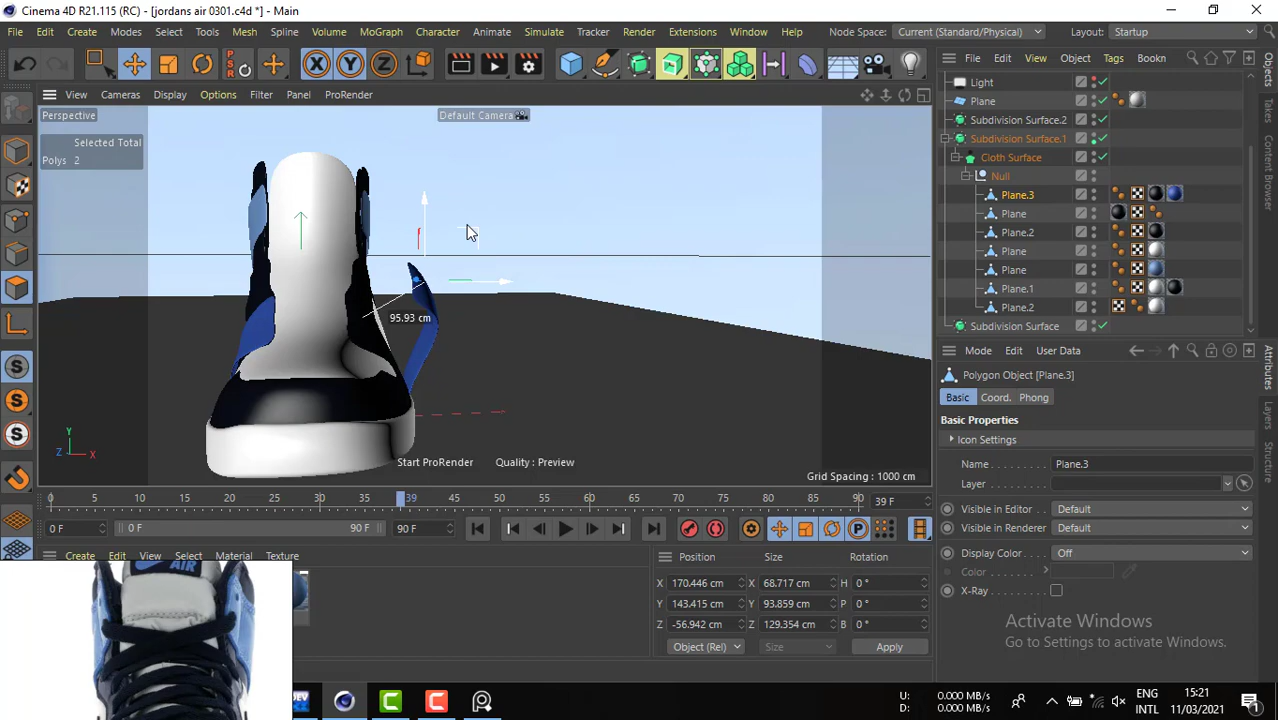 Cinema 4D R21.115 (RC) - [jordans air 0301.c4d *] - Main
File Edit Create Modes Select Tools Mesh Spline Volume MoGraph Character Animate Simulate Tracker Render Extensions Window Help Node Space: Current (Standard/Physical) Layout: Startup
P S R
X Y Z
View Cameras Display Options Filter Panel ProRender
File Edit View Object Tags Bookn
Perspective
Default Camera
Selected Total
Polys 2
Light
Plane
Subdivision Surface.2
Subdivision Surface.1
Cloth Surface
Null
Plane.3
Plane
Plane.2
Plane
Plane
Plane.1
Plane.2
Subdivision Surface
95.93 cm
Y
Z X
Start ProRender Quality : Preview
Grid Spacing : 1000 cm
Objects
Takes
Content Browser
Attributes
Layers
Structure
Mode Edit User Data
Polygon Object [Plane.3]
Basic Coord. Phong
Basic Properties
Icon Settings
Name Plane.3
Layer
Visible in Editor Default
Visible in Renderer Default
Display Color Off
Color
X-Ray
0 5 10 15 20 25 30 35 39 45 50 55 60 65 70 75 80 85 90 39 F
0 F 0 F 90 F 90 F
Create Edit View Select Material Texture
Position Size Rotation
X 170.446 cm X 68.717 cm H 0 °
Y 143.415 cm Y 93.859 cm P 0 °
Z -56.942 cm Z 129.354 cm B 0 °
Object (Rel) Size Apply
AIR
Activate Windows
Go to Settings to activate Windows.
DEV
U: 0.000 MB/s
D: 0.000 MB/s
ENG
INTL
15:21
11/03/2021
1